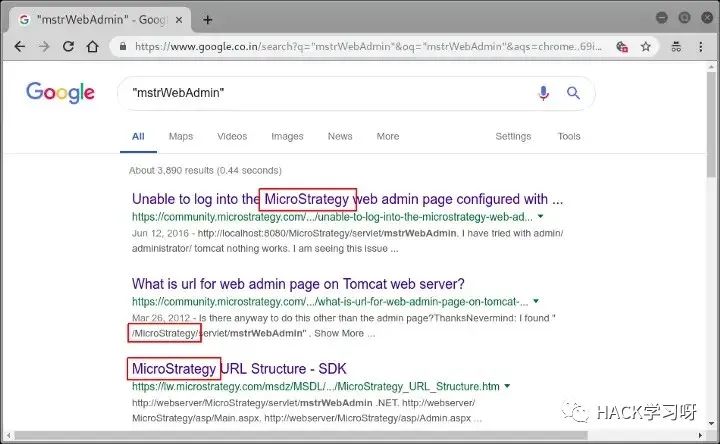 "mstrWebAdmin" - Goog
https://www.google.co.in/search?q="mstrWebAdmin"&oq="mstrWebAdmin"&aqs=chrome..69i...
Google
"mstrWebAdmin"
All Maps Videos Images News More Settings Tools
About 3,890 results (0.44 seconds)
Unable to log into the MicroStrategy web admin page configured with ...
https://community.microstrategy.com/.../unable-to-log-into-the-microstrategy-web-ad...
Jun 12, 2016 - http://localhost:8080/MicroStrategy/servlet/mstrWebAdmin. I have tried with admin/
administrator/ tomcat nothing works. I am seeing this issue ...
What is url for web admin page on Tomcat web server?
https://community.microstrategy.com/.../what-is-url-for-web-admin-page-on-tomcat-...
Mar 26, 2012 - Is there anyway to do this other than the admin page?ThanksNevermind: I found "
/MicroStrategy/servlet/mstrWebAdmin" . Show More ...
MicroStrategy URL Structure - SDK
https://lw.microstrategy.com/msdz/MSDL/.../MicroStrategy_URL_Structure.htm
http://webserver/MicroStrategy/servlet/mstrWebAdmin .NET. http://webserver/
MicroStrategy/asp/Main.aspx. http://webserver/MicroStrategy/asp/Admin.aspx ...
HACK学习呀